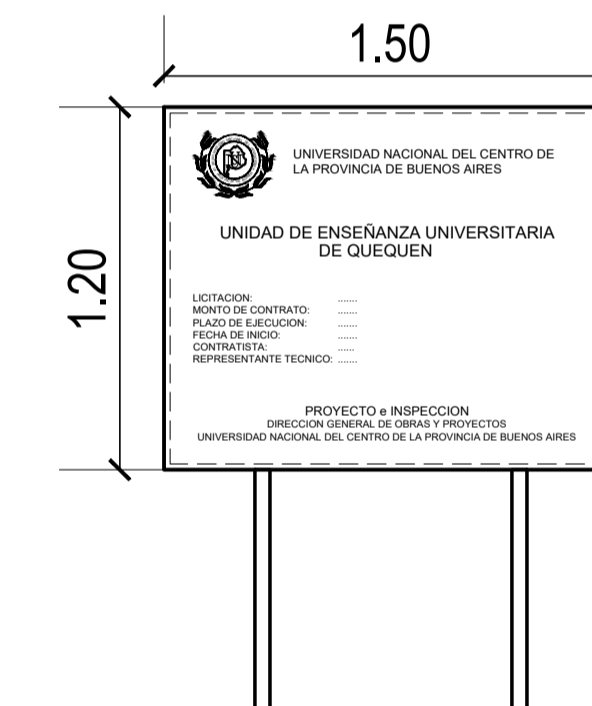 1.50
1.20
UNIVERSIDAD NACIONAL DEL CENTRO DE
LA PROVINCIA DE BUENOS AIRES
UNIDAD DE ENSEÑANZA UNIVERSITARIA
DE QUEQUEN
LICITACION: .......
MONTO DE CONTRATO: .......
PLAZO DE EJECUCION: .......
FECHA DE INICIO: .......
CONTRATISTA: ......
REPRESENTANTE TECNICO: .......
PROYECTO e INSPECCION
DIRECCION GENERAL DE OBRAS Y PROYECTOS
UNIVERSIDAD NACIONAL DEL CENTRO DE LA PROVINCIA DE BUENOS AIRES